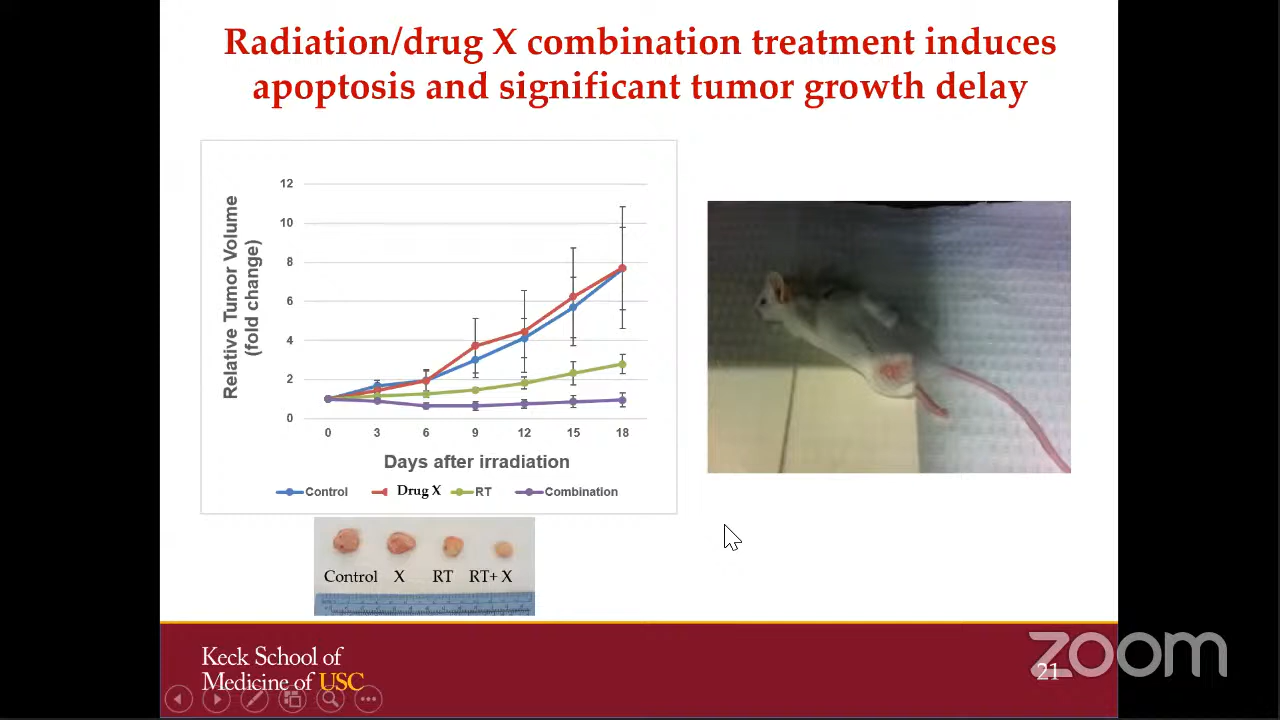 Radiation/drug X combination treatment induces
apoptosis and significant tumor growth delay
Relative Tumor Volume
(fold change)
12
10
8
6
4
2
0
0 3 6 9 12 15 18
Days after irradiation
Control Drug X RT Combination
Control X RT RT+ X
Keck School of
Medicine of USC
21
zoom